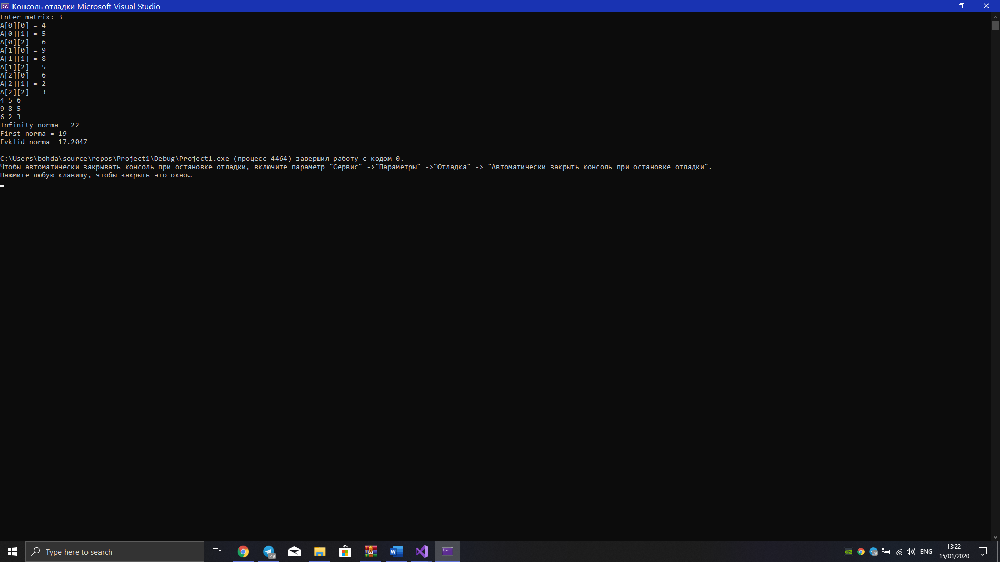 Консоль отладки Microsoft Visual Studio
Enter matrix: 3
A[0][0] = 4
A[0][1] = 5
A[0][2] = 6
A[1][0] = 9
A[1][1] = 8
A[1][2] = 5
A[2][0] = 6
A[2][1] = 2
A[2][2] = 3
4 5 6
9 8 5
6 2 3
Infinity norma = 22
First norma = 19
Evklid norma =17.2047
C:\Users\bohda\source\repos\Project1\Debug\Project1.exe (процесс 4464) завершил работу с кодом 0.
Чтобы автоматически закрывать консоль при остановке отладки, включите параметр "Сервис" ->"Параметры" ->"Отладка" -> "Автоматически закрыть консоль при остановке отладки".
Нажмите любую клавишу, чтобы закрыть это окно…
Type here to search
49
W
ENG
13:22
15/01/2020